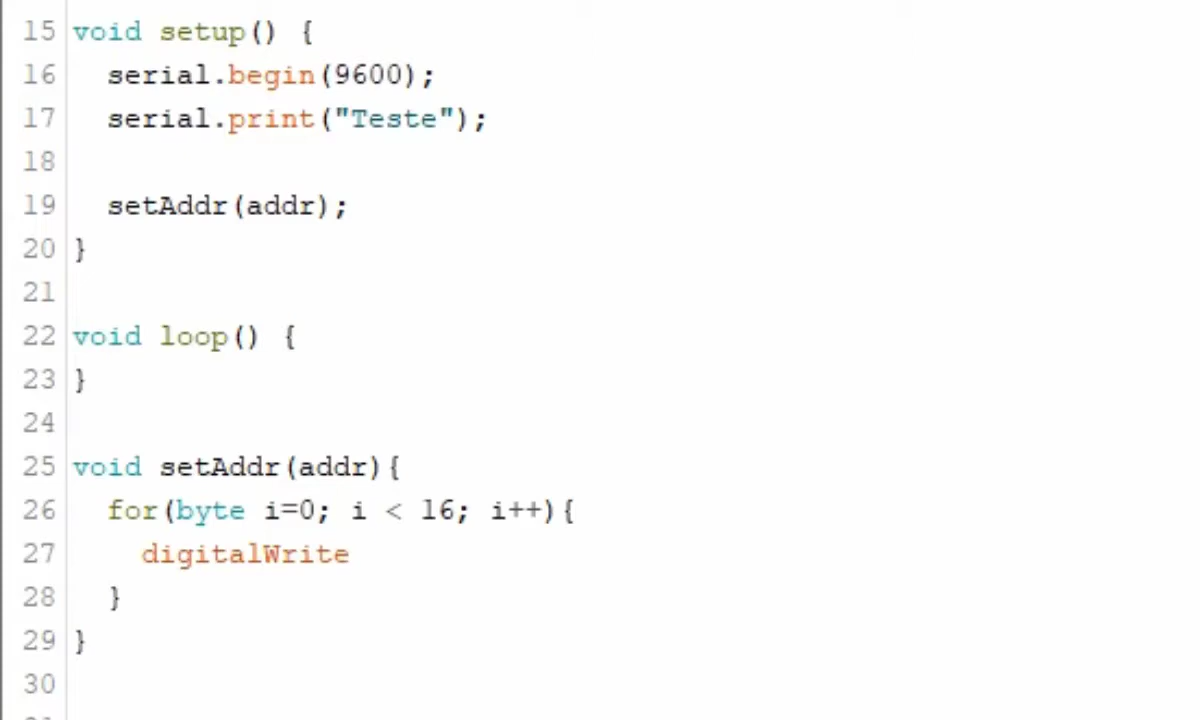 15 void setup() {
16   serial.begin(9600);
17   serial.print("Teste");
18
19   setAddr(addr);
20 }
21
22 void loop() {
23 }
24
25 void setAddr(addr){
26   for(byte i=0; i < 16; i++){
27     digitalWrite
28   }
29 }
30